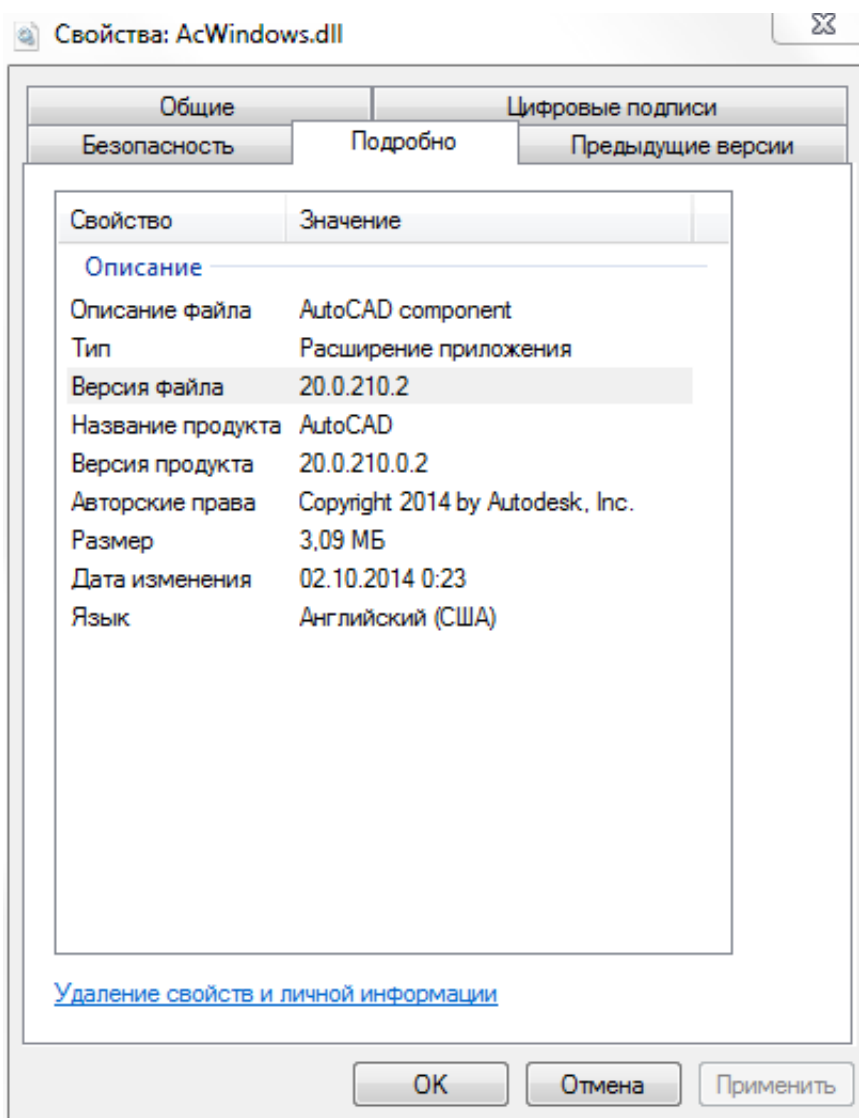 Свойства: AcWindows.dll
Общие Цифровые подписи
Безопасность Подробно Предыдущие версии
Свойство Значение
Описание
Описание файла AutoCAD component
Тип Расширение приложения
Версия файла 20.0.210.2
Название продукта AutoCAD
Версия продукта 20.0.210.0.2
Авторские права Copyright 2014 by Autodesk, Inc.
Размер 3,09 МБ
Дата изменения 02.10.2014 0:23
Язык Английский (США)
Удаление свойств и личной информации
ОК Отмена Применить